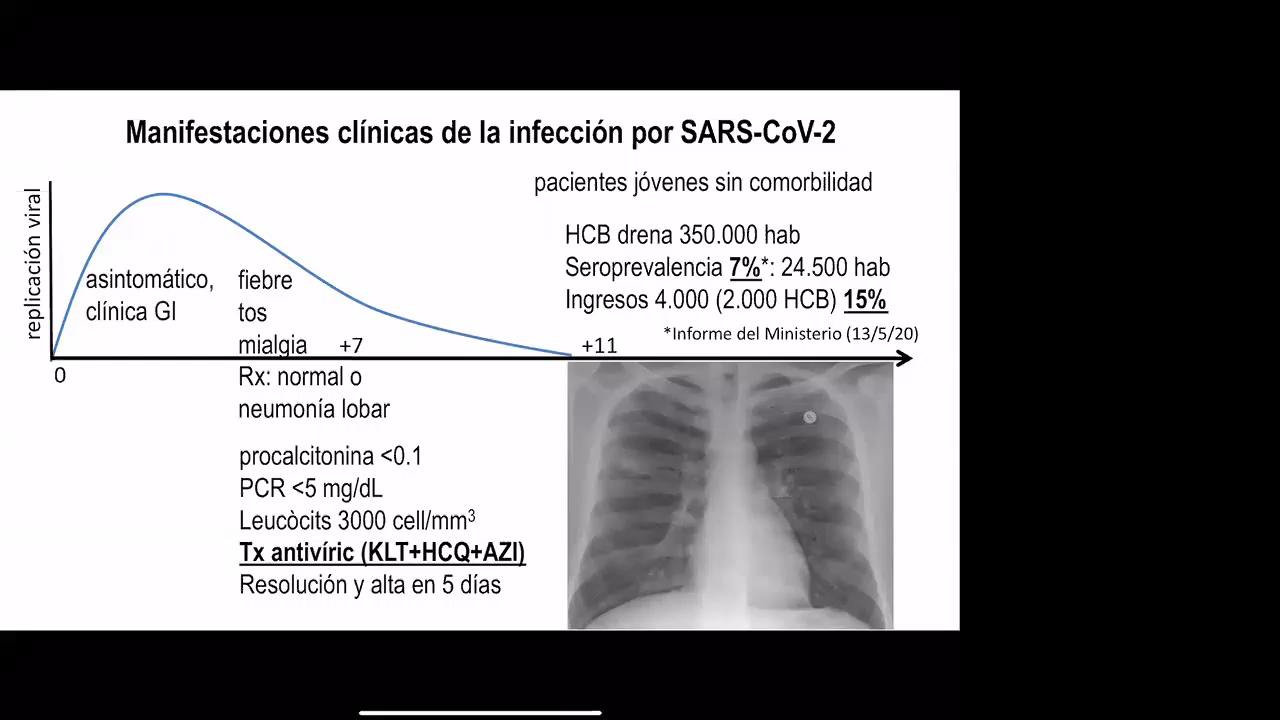 Manifestaciones clínicas de la infección por SARS-CoV-2
pacientes jóvenes sin comorbilidad
HCB drena 350.000 hab
Seroprevalencia 7%*: 24.500 hab
Ingresos 4.000 (2.000 HCB) 15%
*Informe del Ministerio (13/5/20)
replicación viral
asintomático,
clínica GI
fiebre
tos
mialgia
+7
+11
0
Rx: normal o
neumonía lobar
procalcitonina <0.1
PCR <5 mg/dL
Leucòcits 3000 cell/mm³
Tx antivíric (KLT+HCQ+AZI)
Resolución y alta en 5 días